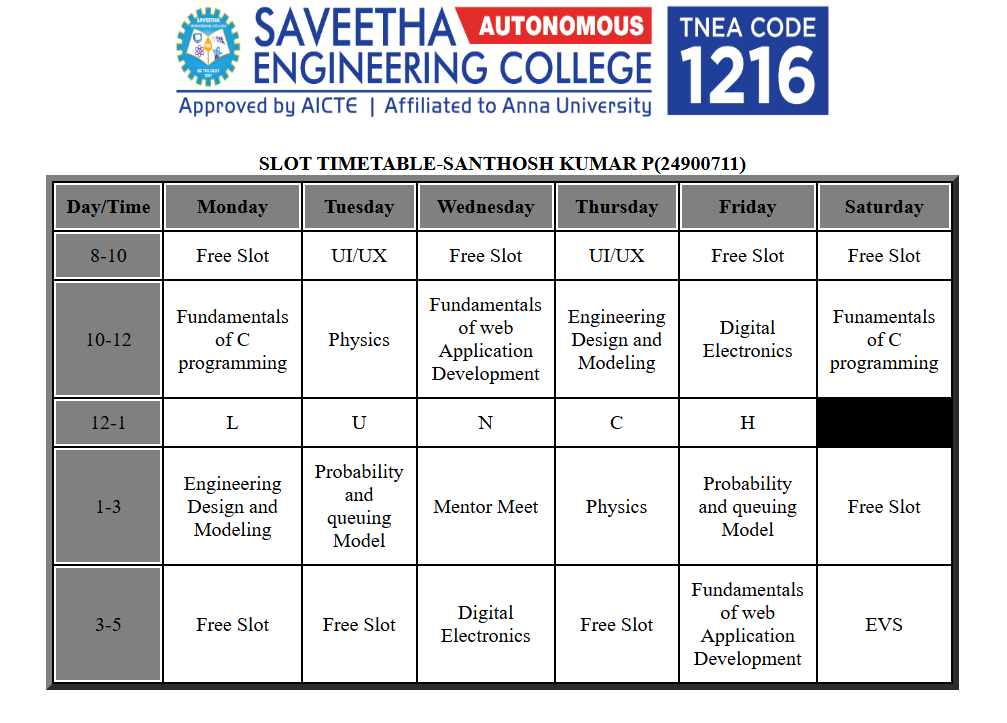 SAVEETHA AUTONOMOUS
ENGINEERING COLLEGE
Approved by AICTE | Affiliated to Anna University
TNEA CODE
1216
SLOT TIMETABLE-SANTHOSH KUMAR P(24900711)
Day/Time Monday Tuesday Wednesday Thursday Friday Saturday
8-10 Free Slot UI/UX Free Slot UI/UX Free Slot Free Slot
10-12
Fundamentals
of C
programming
Physics
Fundamentals
of web
Application
Development
Engineering
Design and
Modeling
Digital
Electronics
Funamentals
of C
programming
12-1 L U N C H
1-3
Engineering
Design and
Modeling
Probability
and
queuing
Model
Mentor Meet
Physics
Probability
and queuing
Model
Free Slot
3-5
Free Slot
Free Slot
Digital
Electronics
Free Slot
Fundamentals
of web
Application
Development
EVS